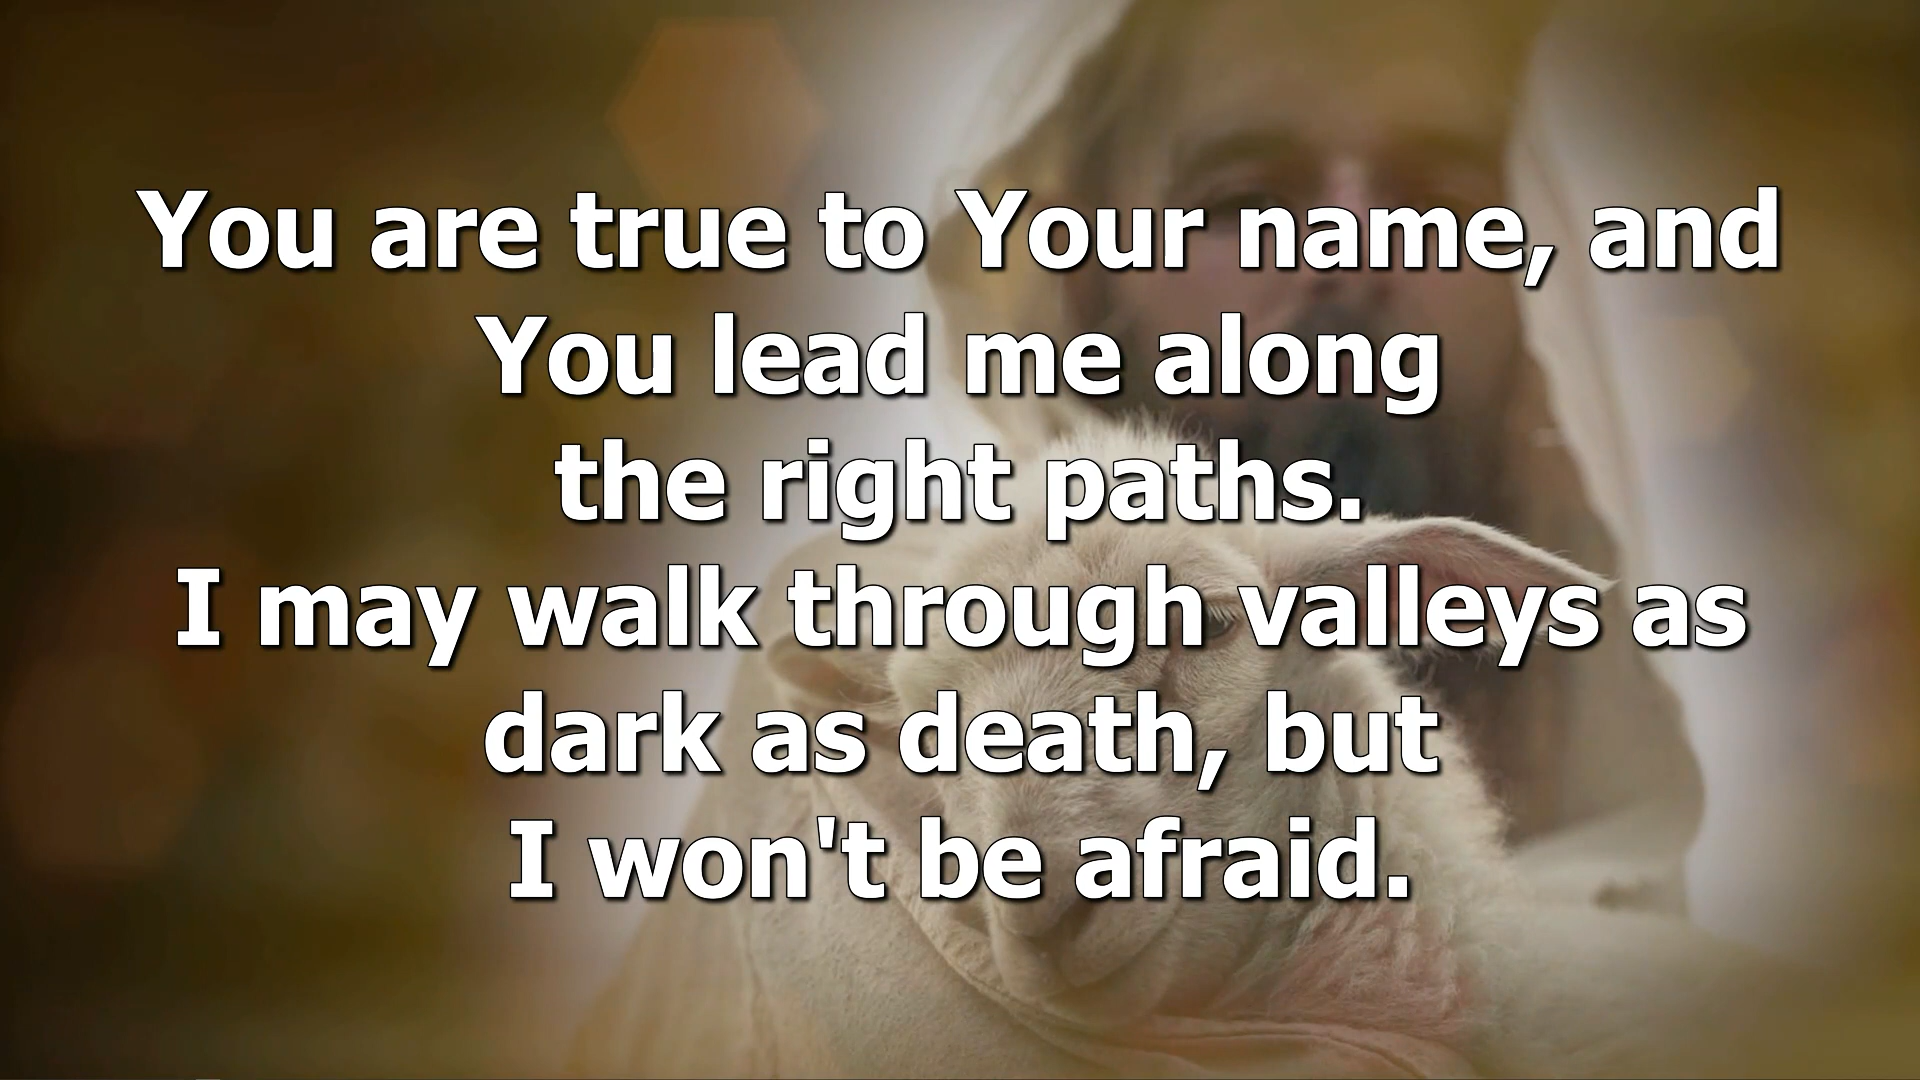 You are true to Your name, and
You lead me along
the right paths.
I may walk through valleys as
dark as death, but
I won't be afraid.